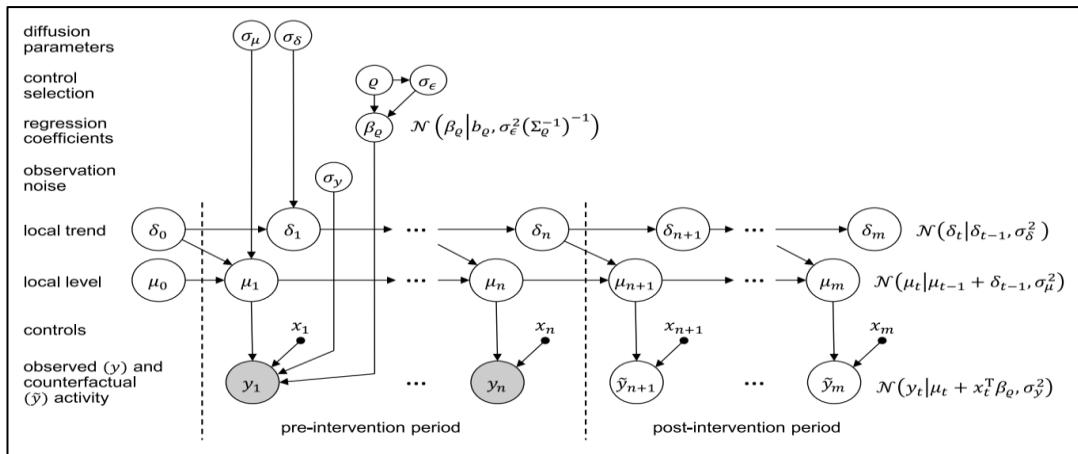 diffusion
parameters
σ_μ σ_δ
control
selection
ϱ σ_ϵ
regression
coefficients
β_ϱ 𝒩(β_ϱ|b_ϱ, σ_ϵ^2(Σ_ϱ^{-1})^{-1})
observation
noise
σ_y
local trend δ_0 δ_1 ... δ_n δ_{n+1} ... δ_m 𝒩(δ_t|δ_{t-1}, σ_δ^2)
local level μ_0 μ_1 ... μ_n μ_{n+1} ... μ_m 𝒩(μ_t|μ_{t-1} + δ_{t-1}, σ_μ^2)
controls x_1 x_n x_{n+1} x_m
observed (y) and
counterfactual
(ỹ) activity
y_1 ... y_n ỹ_{n+1} ... ỹ_m 𝒩(y_t|μ_t + x_t^T β_ϱ, σ_y^2)
pre-intervention period post-intervention period